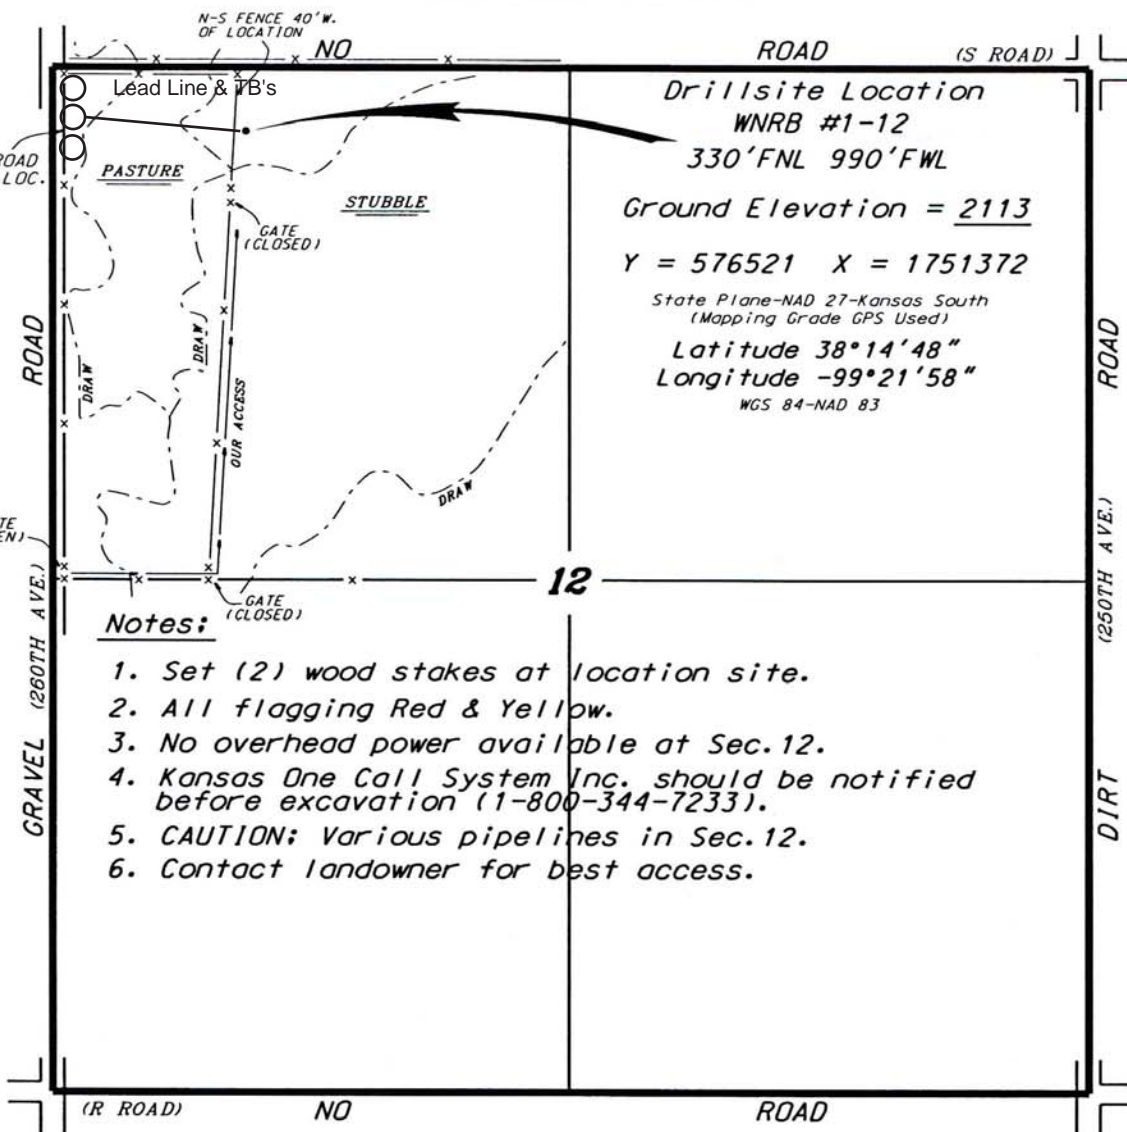 N-S FENCE 40'W.
OF LOCATION
NO ROAD (S ROAD)
Lead Line & TB's
Drillsite Location
WNRB #1-12
330'FNL 990'FWL
Ground Elevation = 2113
Y = 576521 X = 1751372
State Plane-NAD 27-Kansas South
(Mapping Grade GPS Used)
Latitude 38°14'48"
Longitude -99°21'58"
WGS 84-NAD 83
ROAD
LOC.
PASTURE
STUBBLE
GATE
(CLOSED)
DRAW
DRAW
OUR ACCESS
DRAW
GATE
(CLOSED)
12
GRAVEL (260TH AVE.) ROAD
DIRT (250TH AVE.) ROAD
Notes:
1. Set (2) wood stakes at location site.
2. All flagging Red & Yellow.
3. No overhead power available at Sec.12.
4. Kansas One Call System Inc. should be notified
before excavation (1-800-344-7233).
5. CAUTION: Various pipelines in Sec.12.
6. Contact landowner for best access.
(R ROAD) NO ROAD